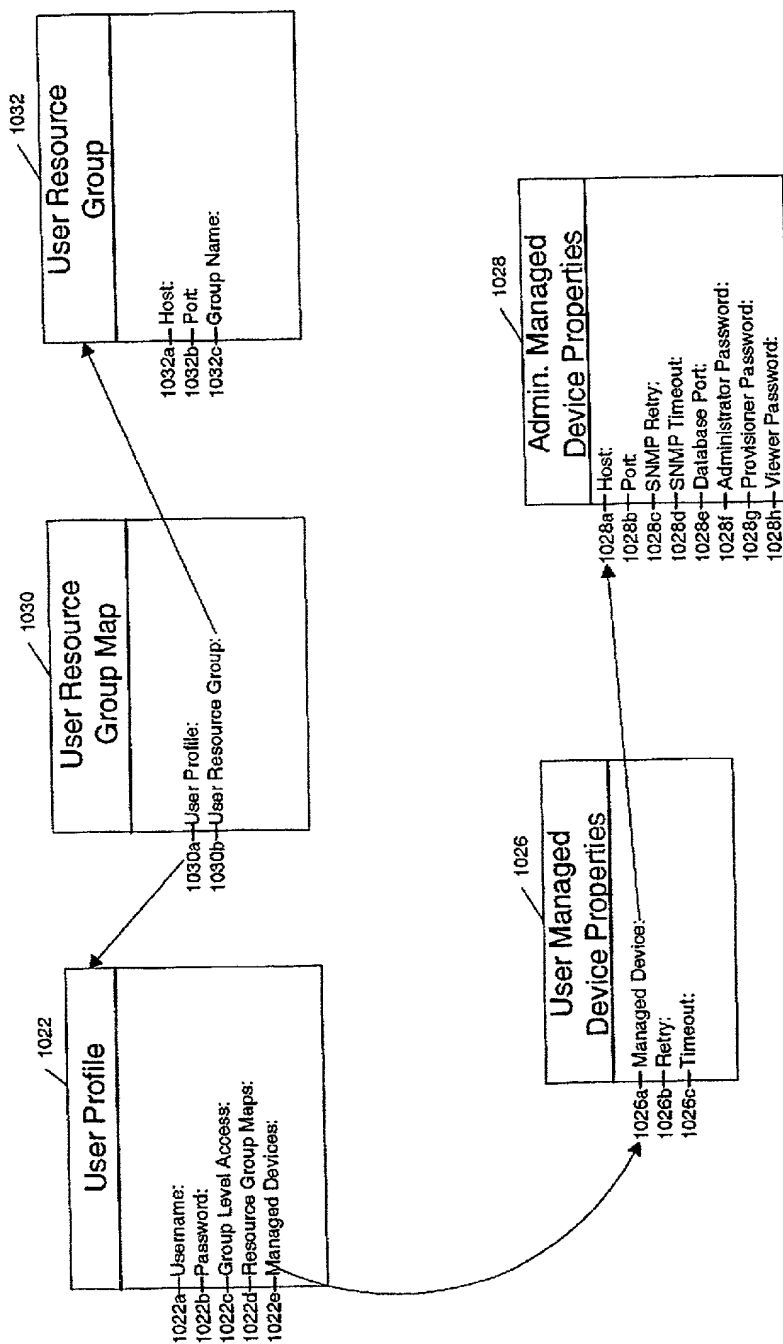 1022
User Profile
1022a Username:
1022b Password:
1022c Group Level Access:
1022d Resource Group Maps:
1022e Managed Devices:
1030
User Resource
Group Map
1030a User Profile:
1030b User Resource Group:
1032
User Resource
Group
1032a Host:
1032b Port:
1032c Group Name:
1026
User Managed
Device Properties
1026a Managed Device:
1026b Retry:
1026c Timeout:
1028
Admin. Managed
Device Properties
1028a Host:
1028b Port:
1028c SNMP Retry:
1028d SNMP Timeout:
1028e Database Port:
1028f Administrator Password:
1028g Provisioner Password:
1028h Viewer Password: